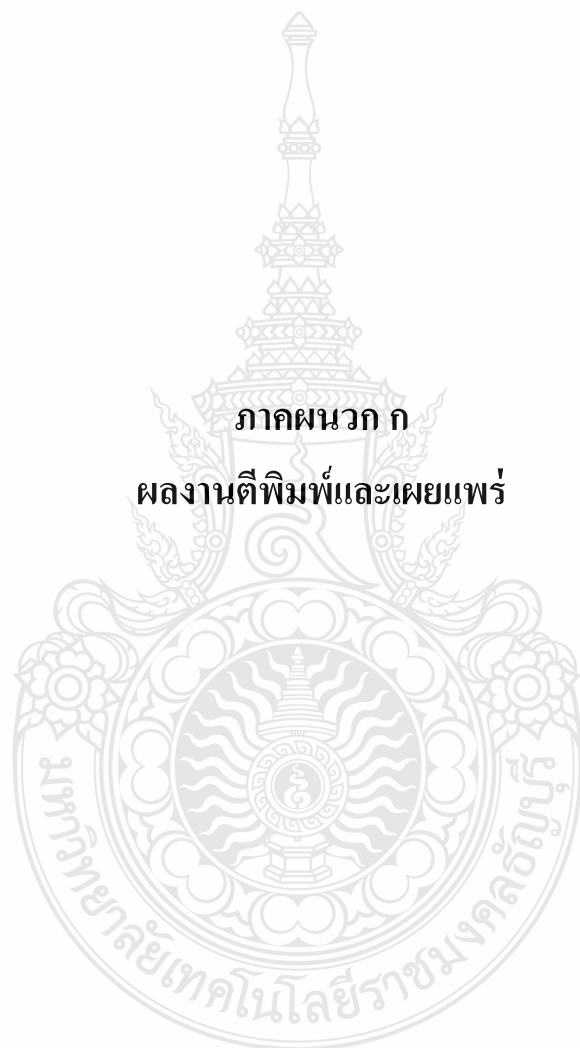 ภาคผนวก ก
ผลงานตีพิมพ์และเผยแพร่
มหาวิทยาลัยเทคโนโลยีราชมงคลธัญบุรี